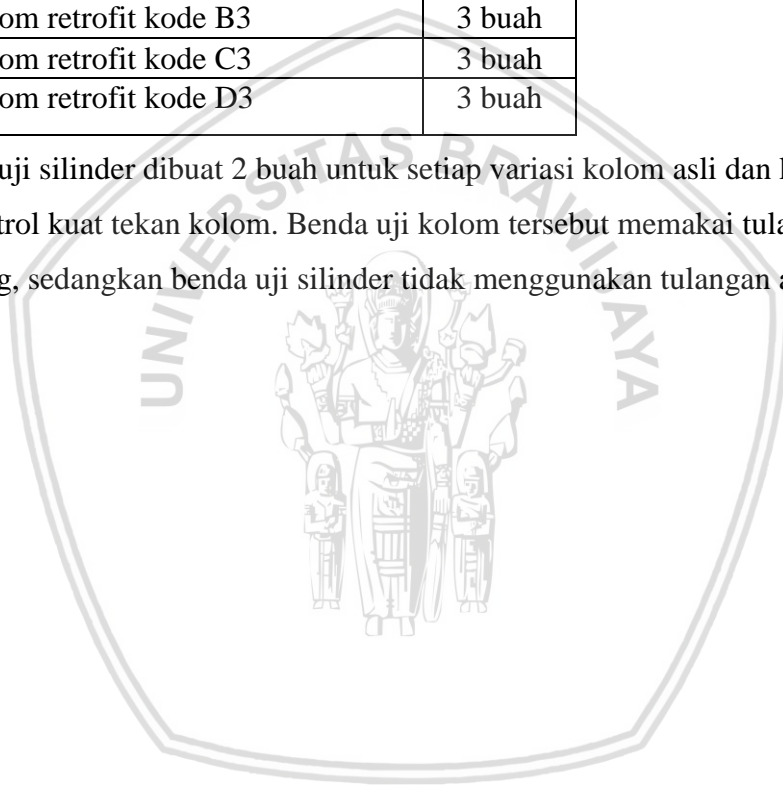 om retrofit kode B3 3 buah
om retrofit kode C3 3 buah
om retrofit kode D3 3 buah
uji silinder dibuat 2 buah untuk setiap variasi kolom asli dan
trol kuat tekan kolom. Benda uji kolom tersebut memakai tula
g, sedangkan benda uji silinder tidak menggunakan tulangan a
UNIVERSITAS BRAWIJAYA